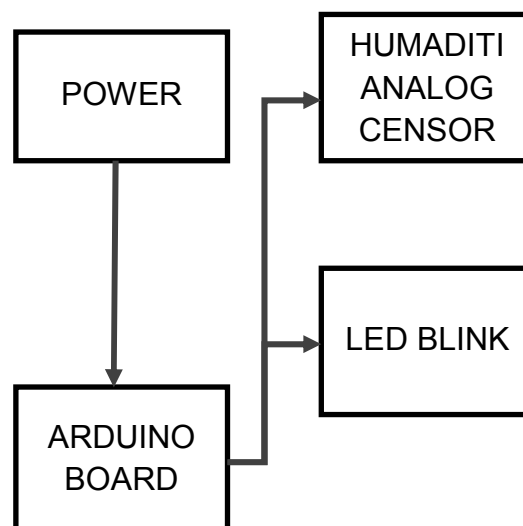 POWER
HUMADITI
ANALOG
CENSOR
LED BLINK
ARDUINO
BOARD